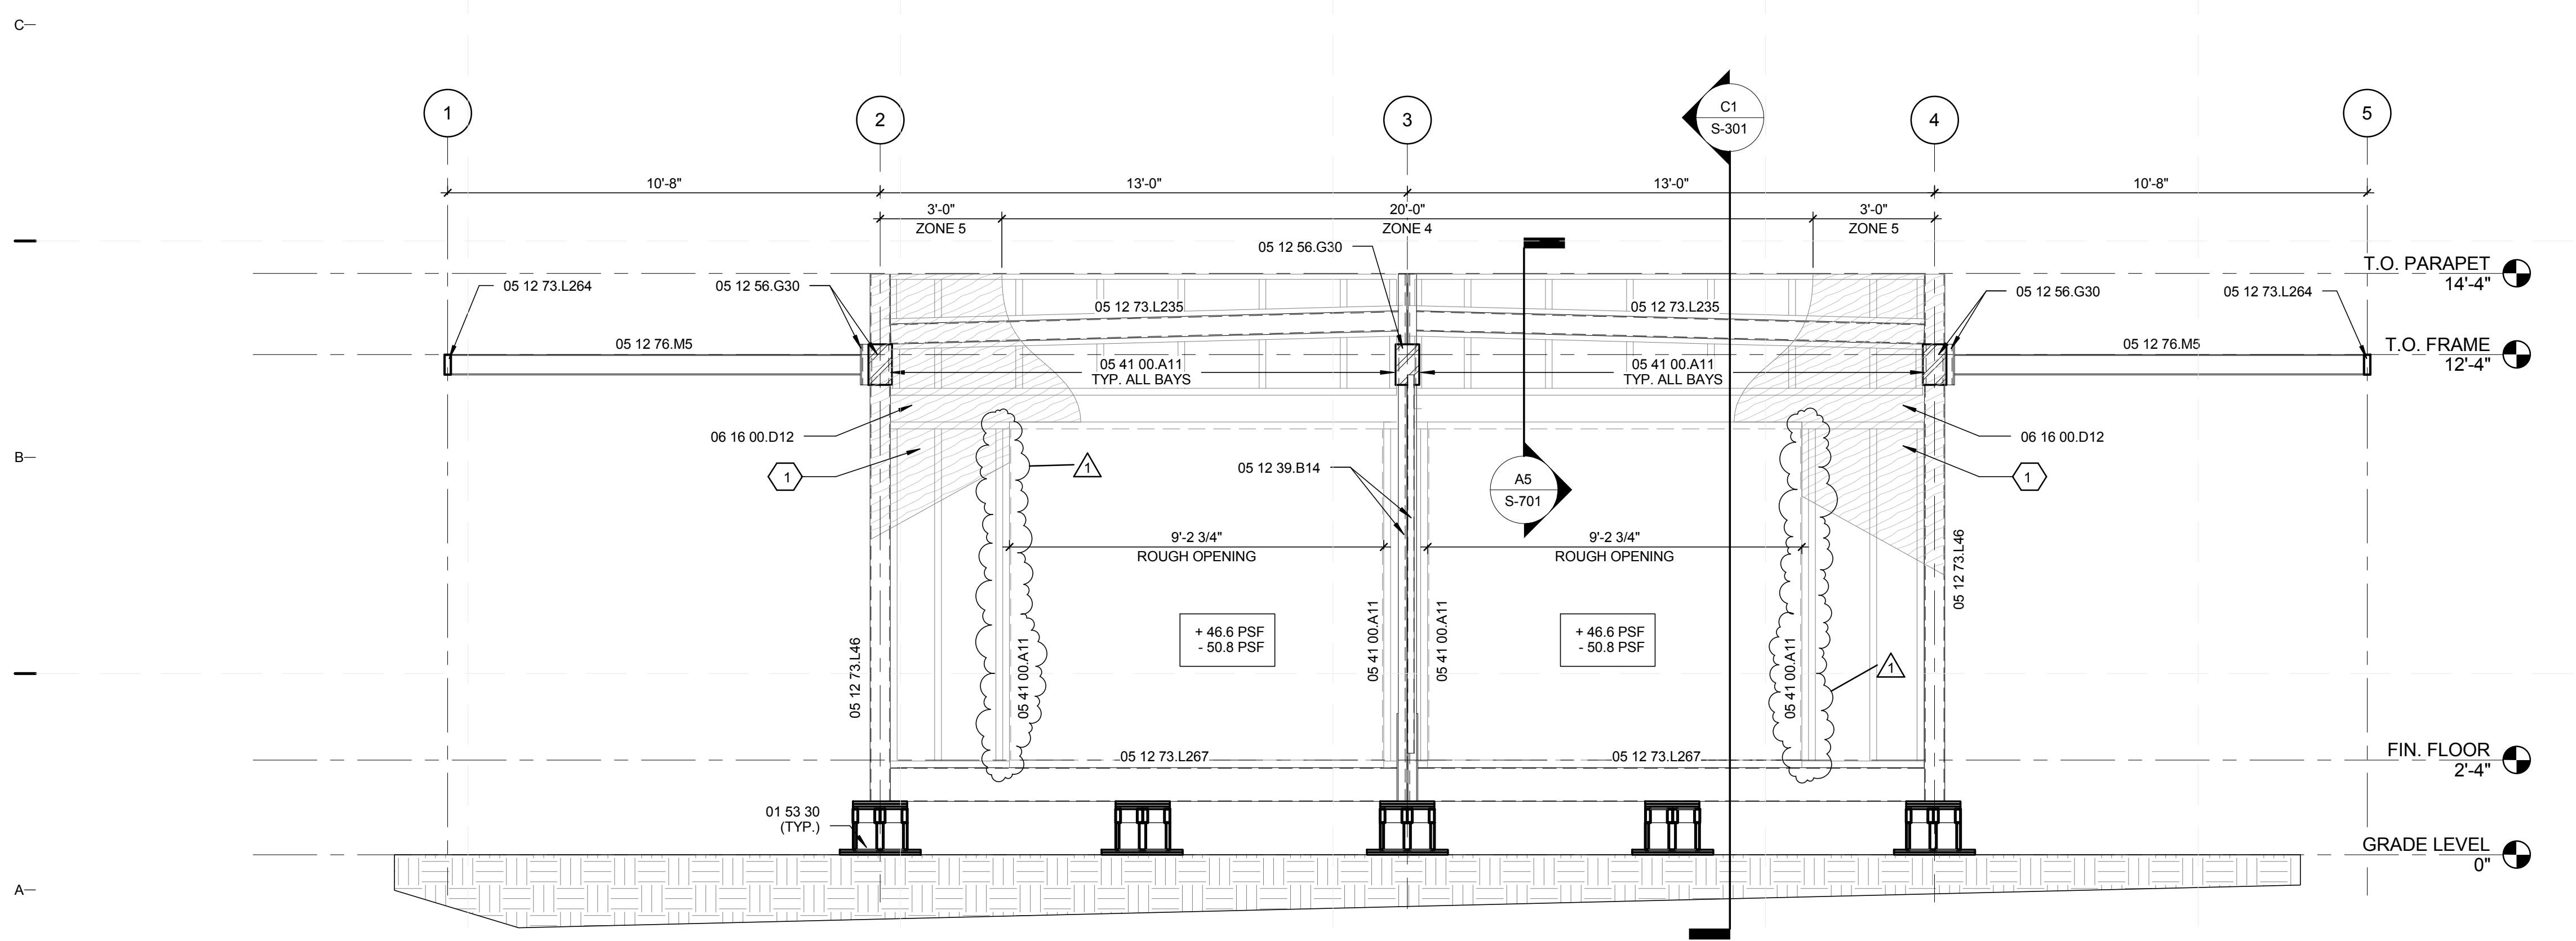 C
1
2
3
C1
S-301
4
5
10'-8"
13'-0"
13'-0"
10'-8"
3'-0"
ZONE 5
20'-0"
ZONE 4
3'-0"
ZONE 5
05 12 56.G30
T.O. PARAPET
14'-4"
05 12 73.L264
05 12 56.G30
05 12 73.L235
05 12 73.L235
05 12 56.G30
05 12 73.L264
05 12 76.M5
05 12 76.M5
T.O. FRAME
12'-4"
05 41 00.A11
TYP. ALL BAYS
05 41 00.A11
TYP. ALL BAYS
06 16 00.D12
06 16 00.D12
B
1
1
05 12 39.B14
A5
S-701
1
9'-2 3/4"
ROUGH OPENING
9'-2 3/4"
ROUGH OPENING
05 12 73.L46
05 41 00.A11
+ 46.6 PSF
- 50.8 PSF
05 41 00.A11
05 41 00.A11
+ 46.6 PSF
- 50.8 PSF
05 41 00.A11
05 12 73.L46
1
05 12 73.L267
05 12 73.L267
FIN. FLOOR
2'-4"
01 53 30
(TYP.)
GRADE LEVEL
0"
A